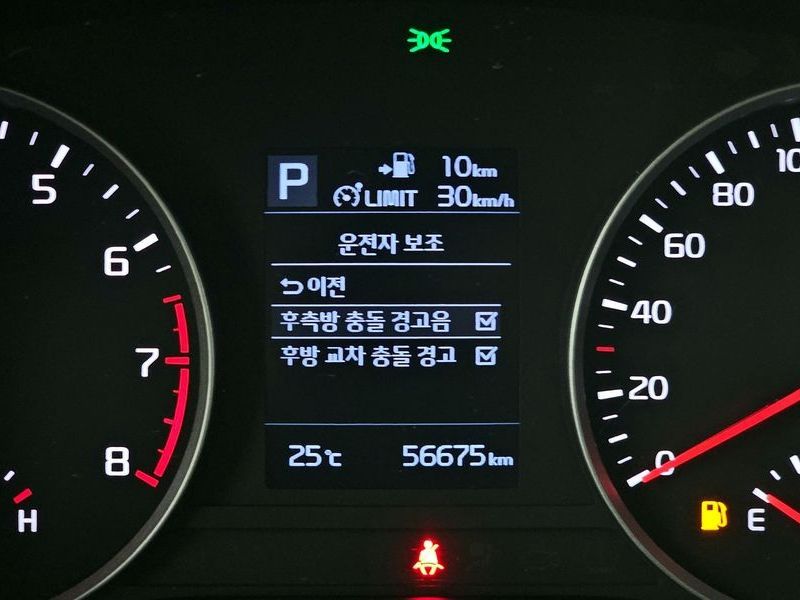 P
10km
LIMIT 30km/h
운전자 보조
이전
후측방 충돌 경고음
후방 교차 충돌 경고
25℃ 56675km
5
6
7
8
H
10
80
60
40
20
0
E